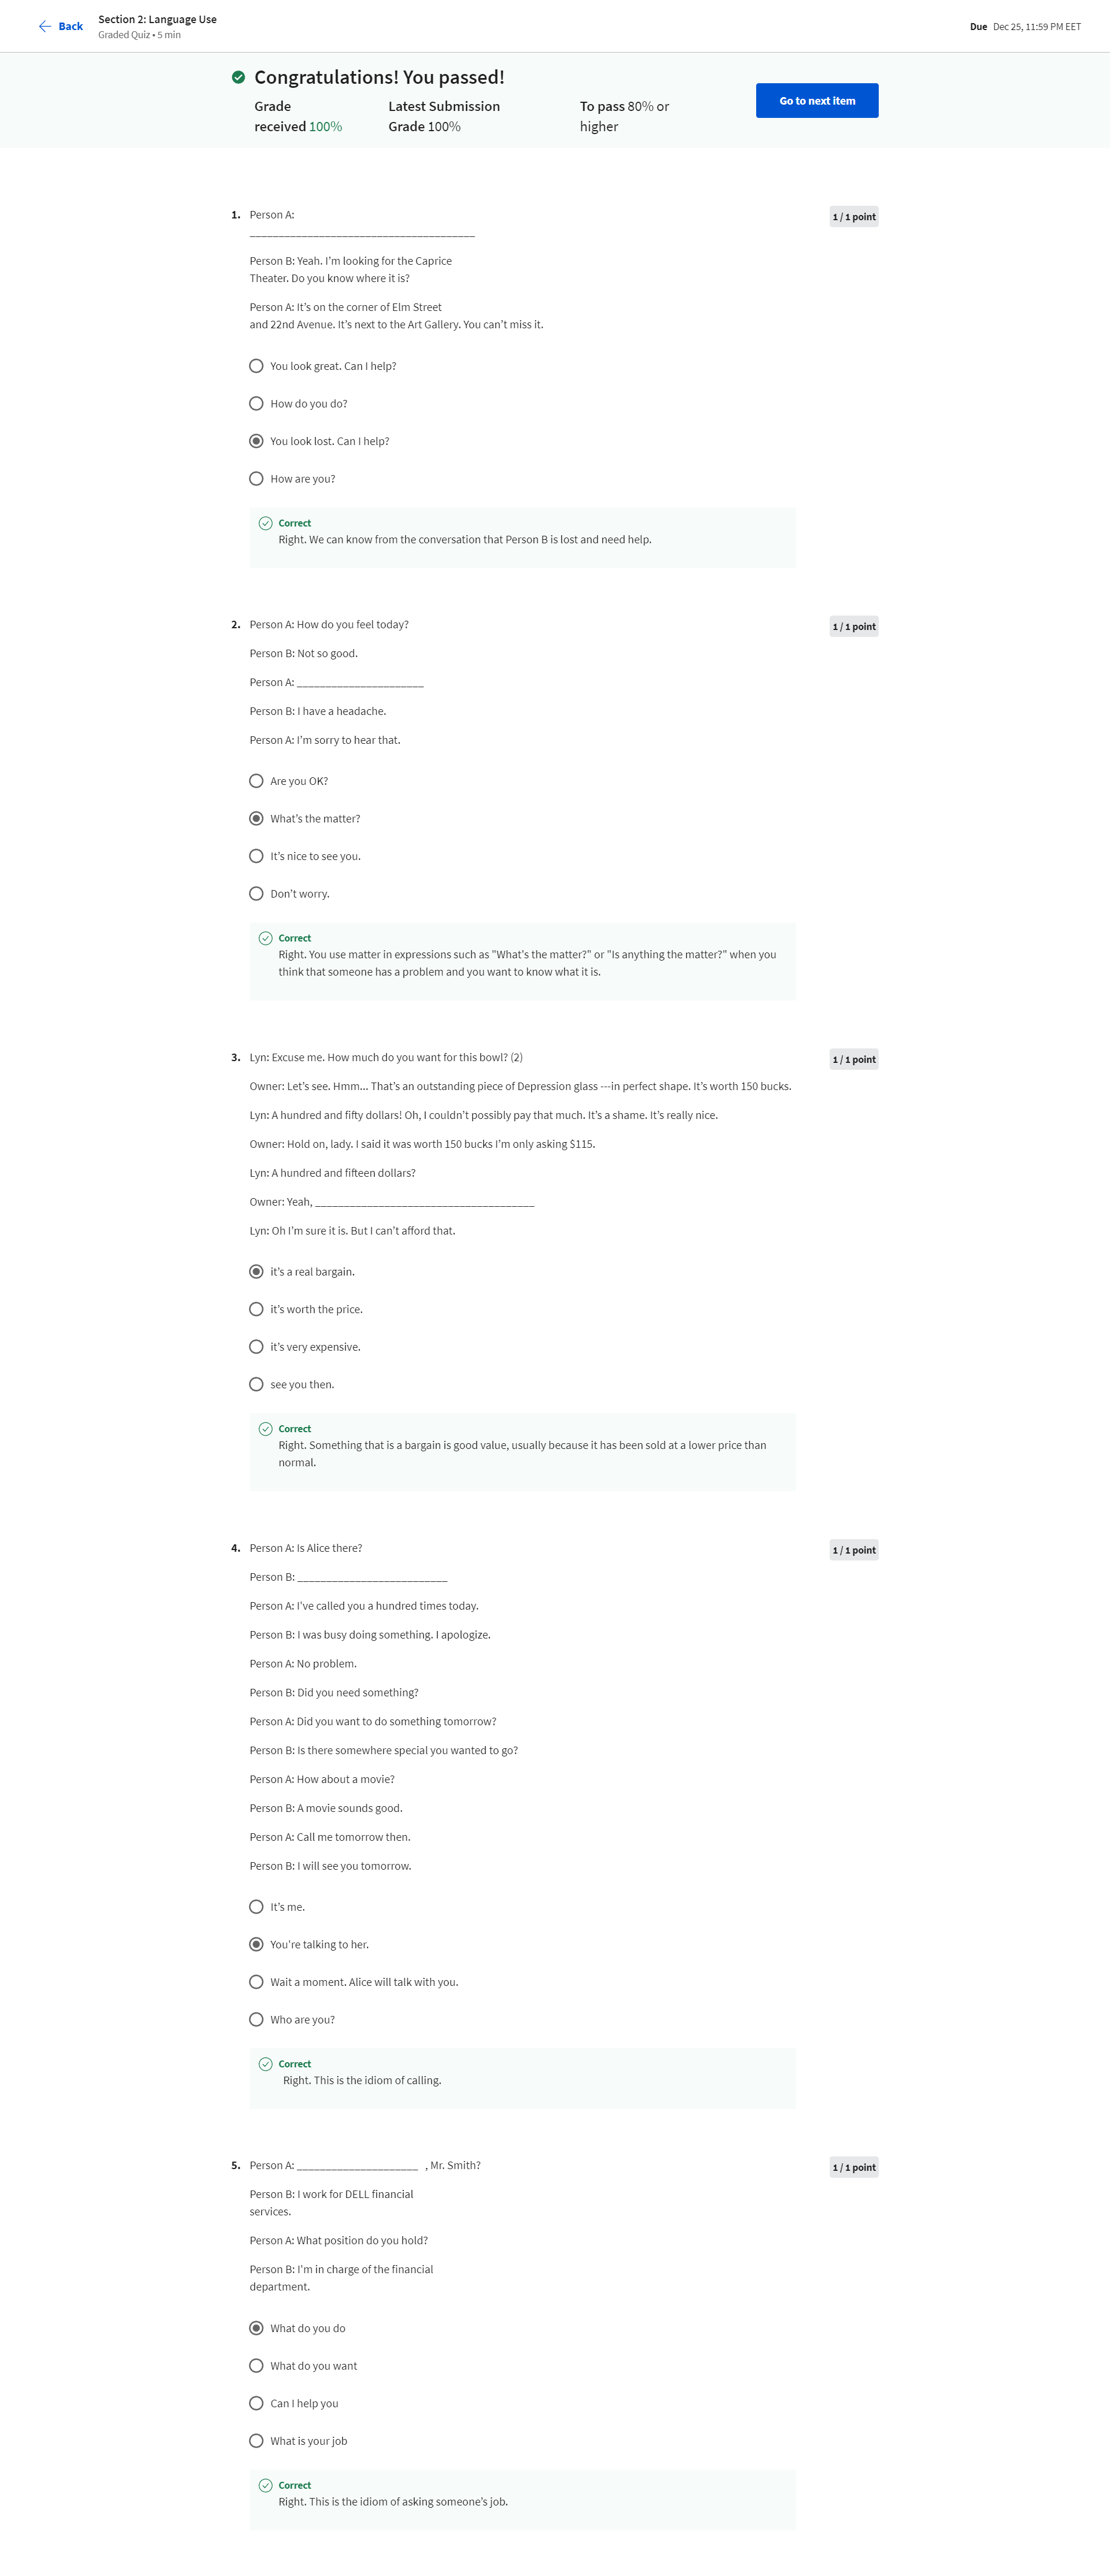 Back
Section 2: Language Use
Graded Quiz • 5 min
Due Dec 25, 11:59 PM EET
Congratulations! You passed!
Grade
received 100%
Latest Submission
Grade 100%
To pass 80% or
higher
Go to next item
1. Person A:
_______________________________________
1 / 1 point
Person B: Yeah. I'm looking for the Caprice
Theater. Do you know where it is?
Person A: It's on the corner of Elm Street
and 22nd Avenue. It's next to the Art Gallery. You can't miss it.
You look great. Can I help?
How do you do?
You look lost. Can I help?
How are you?
Correct
Right. We can know from the conversation that Person B is lost and need help.
2. Person A: How do you feel today?
1 / 1 point
Person B: Not so good.
Person A: ______________________
Person B: I have a headache.
Person A: I'm sorry to hear that.
Are you OK?
What's the matter?
It's nice to see you.
Don't worry.
Correct
Right. You use matter in expressions such as "What's the matter?" or "Is anything the matter?" when you
think that someone has a problem and you want to know what it is.
3. Lyn: Excuse me. How much do you want for this bowl? (2)
1 / 1 point
Owner: Let's see. Hmm... That's an outstanding piece of Depression glass ---in perfect shape. It's worth 150 bucks.
Lyn: A hundred and fifty dollars! Oh, I couldn't possibly pay that much. It's a shame. It's really nice.
Owner: Hold on, lady. I said it was worth 150 bucks I'm only asking $115.
Lyn: A hundred and fifteen dollars?
Owner: Yeah, ______________________________________
Lyn: Oh I'm sure it is. But I can't afford that.
it's a real bargain.
it's worth the price.
it's very expensive.
see you then.
Correct
Right. Something that is a bargain is good value, usually because it has been sold at a lower price than
normal.
4. Person A: Is Alice there?
1 / 1 point
Person B: __________________________
Person A: I've called you a hundred times today.
Person B: I was busy doing something. I apologize.
Person A: No problem.
Person B: Did you need something?
Person A: Did you want to do something tomorrow?
Person B: Is there somewhere special you wanted to go?
Person A: How about a movie?
Person B: A movie sounds good.
Person A: Call me tomorrow then.
Person B: I will see you tomorrow.
It's me.
You're talking to her.
Wait a moment. Alice will talk with you.
Who are you?
Correct
Right. This is the idiom of calling.
5. Person A: _____________________ , Mr. Smith?
1 / 1 point
Person B: I work for DELL financial
services.
Person A: What position do you hold?
Person B: I'm in charge of the financial
department.
What do you do
What do you want
Can I help you
What is your job
Correct
Right. This is the idiom of asking someone's job.